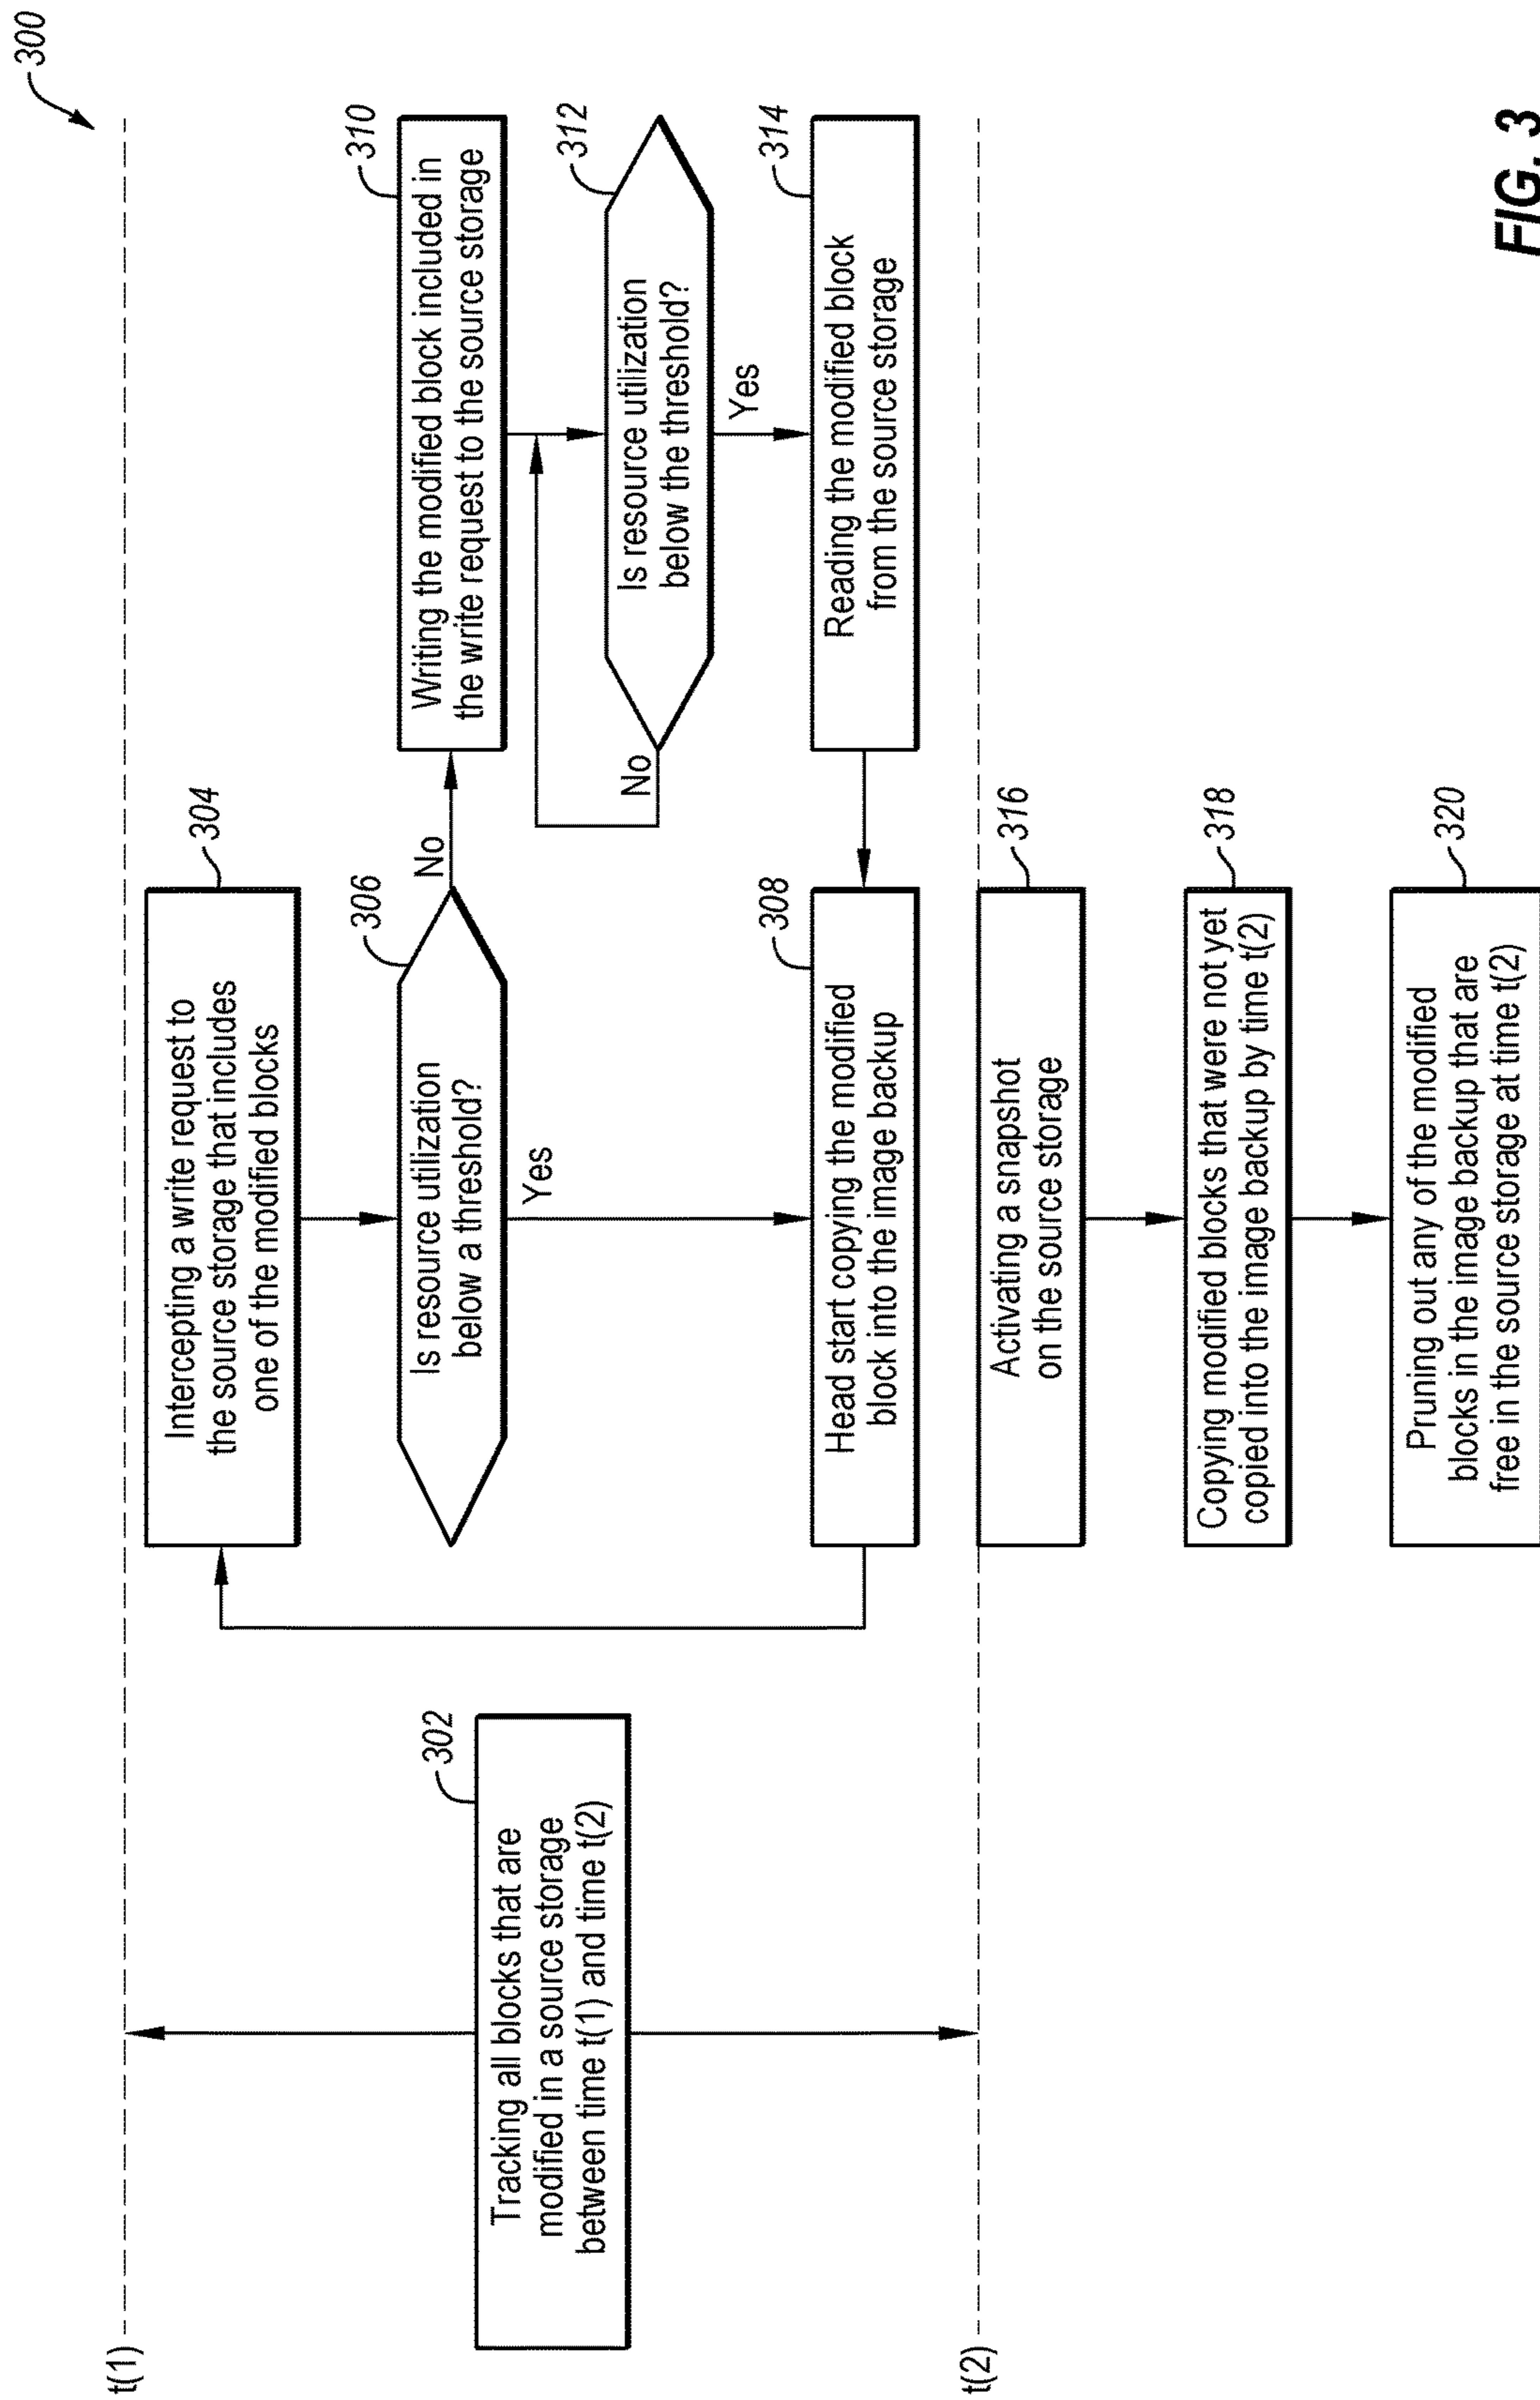 300
t(1)
304
Intercepting a write request to
the source storage that includes
one of the modified blocks
302
Tracking all blocks that are
modified in a source storage
between time t(1) and time t(2)
306
Is resource utilization
below a threshold?
No
Yes
310
Writing the modified block included in
the write request to the source storage
312
Is resource utilization
below the threshold?
No
Yes
314
Reading the modified block
from the source storage
308
Head start copying the modified
block into the image backup
t(2)
316
Activating a snapshot
on the source storage
318
Copying modified blocks that were not yet
copied into the image backup by time t(2)
320
Pruning out any of the modified
blocks in the image backup that are
free in the source storage at time t(2)
FIG. 3